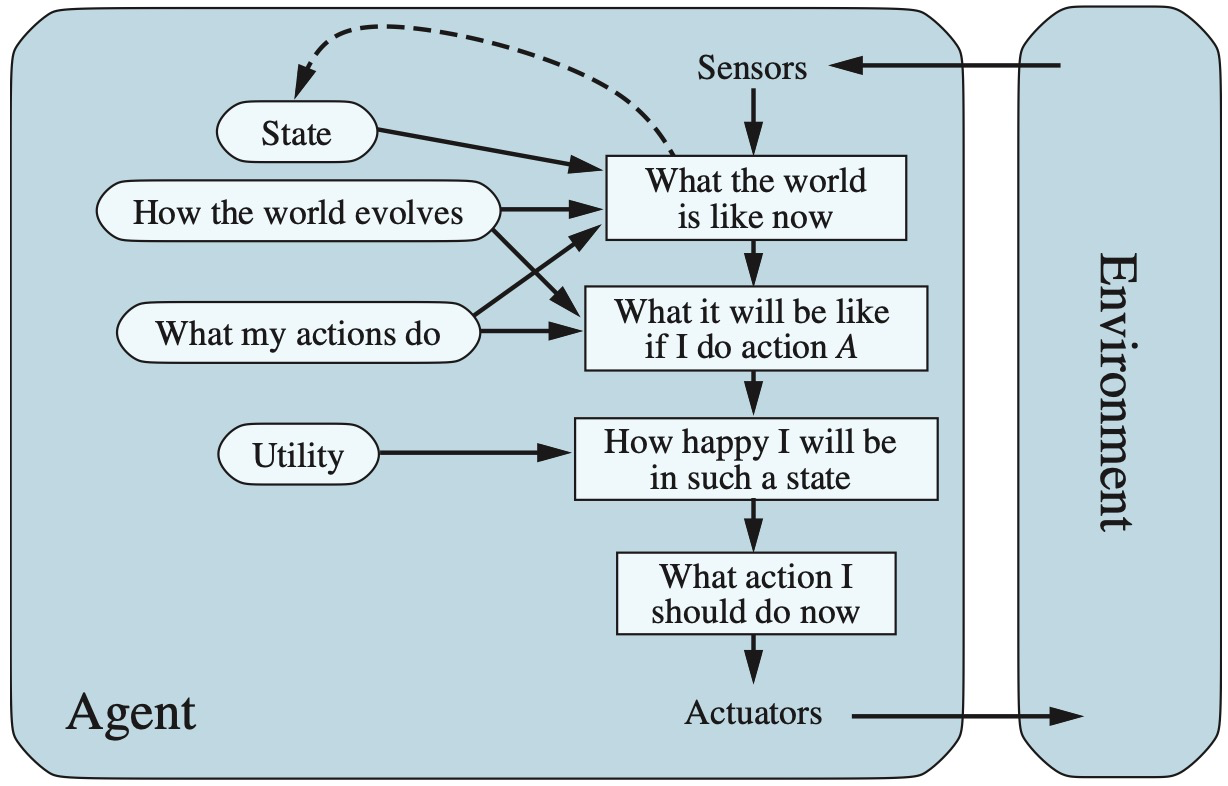 Sensors
State
What the world
is like now
How the world evolves
What it will be like
if I do action A
What my actions do
How happy I will be
in such a state
Utility
What action I
should do now
Actuators
Agent
Environment